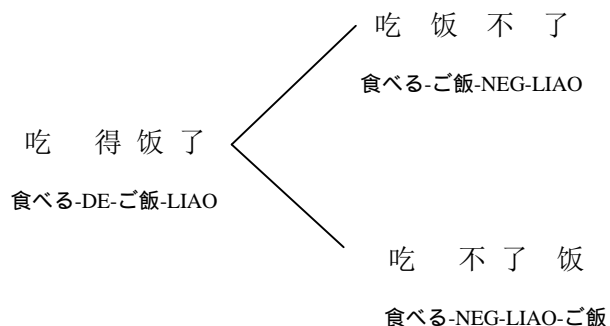 吃 饭 不 了
食べる-ご飯-NEG-LIAO
吃 得 饭 了
食べる-DE-ご飯-LIAO
吃 不 了 饭
食べる-NEG-LIAO-ご飯